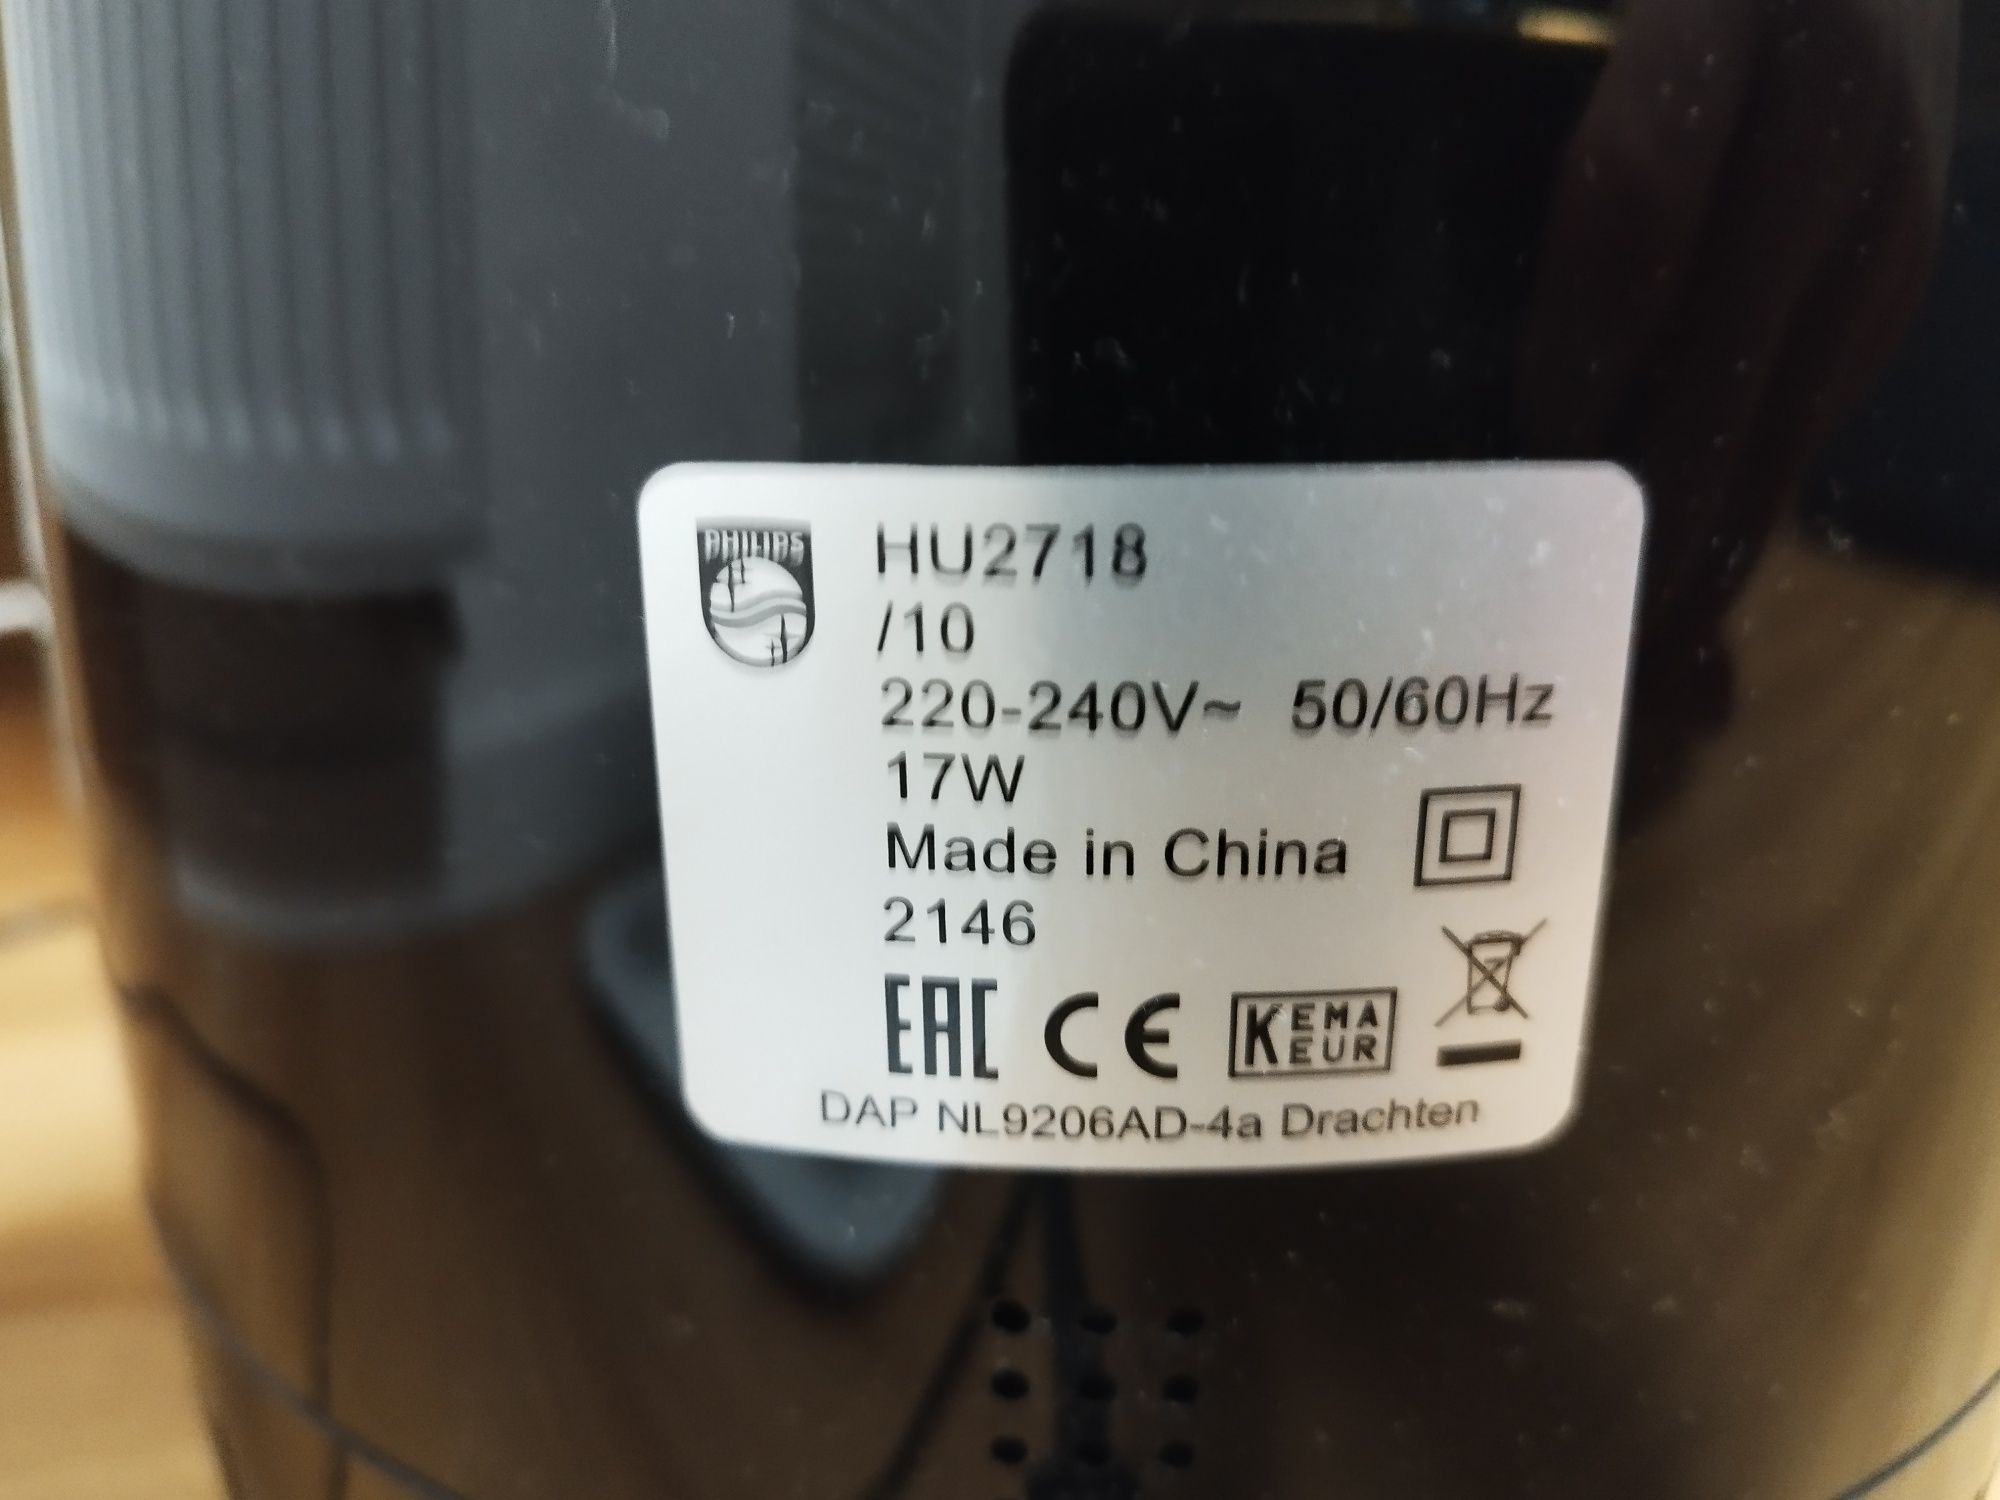 PHILIPS
HU2718
/10
220-240V~ 50/60Hz
17W
Made in China
2146
EAC CE KEMA EUR
DAP NL9206AD-4a Drachten